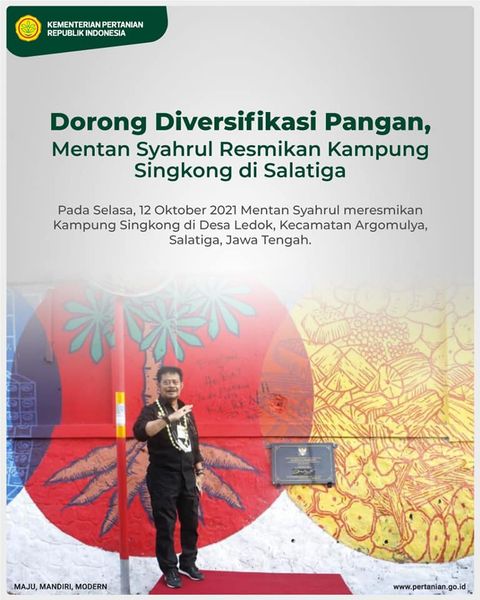 KEMENTERIAN PERTANIAN
REPUBLIK INDONESIA
Dorong Diversifikasi Pangan,
Mentan Syahrul Resmikan Kampung
Singkong di Salatiga
Pada Selasa, 12 Oktober 2021 Mentan Syahrul meresmikan
Kampung Singkong di Desa Ledok, Kecamatan Argomulya,
Salatiga, Jawa Tengah.
MAJU, MANDIRI, MODERN
www.pertanian.go.id